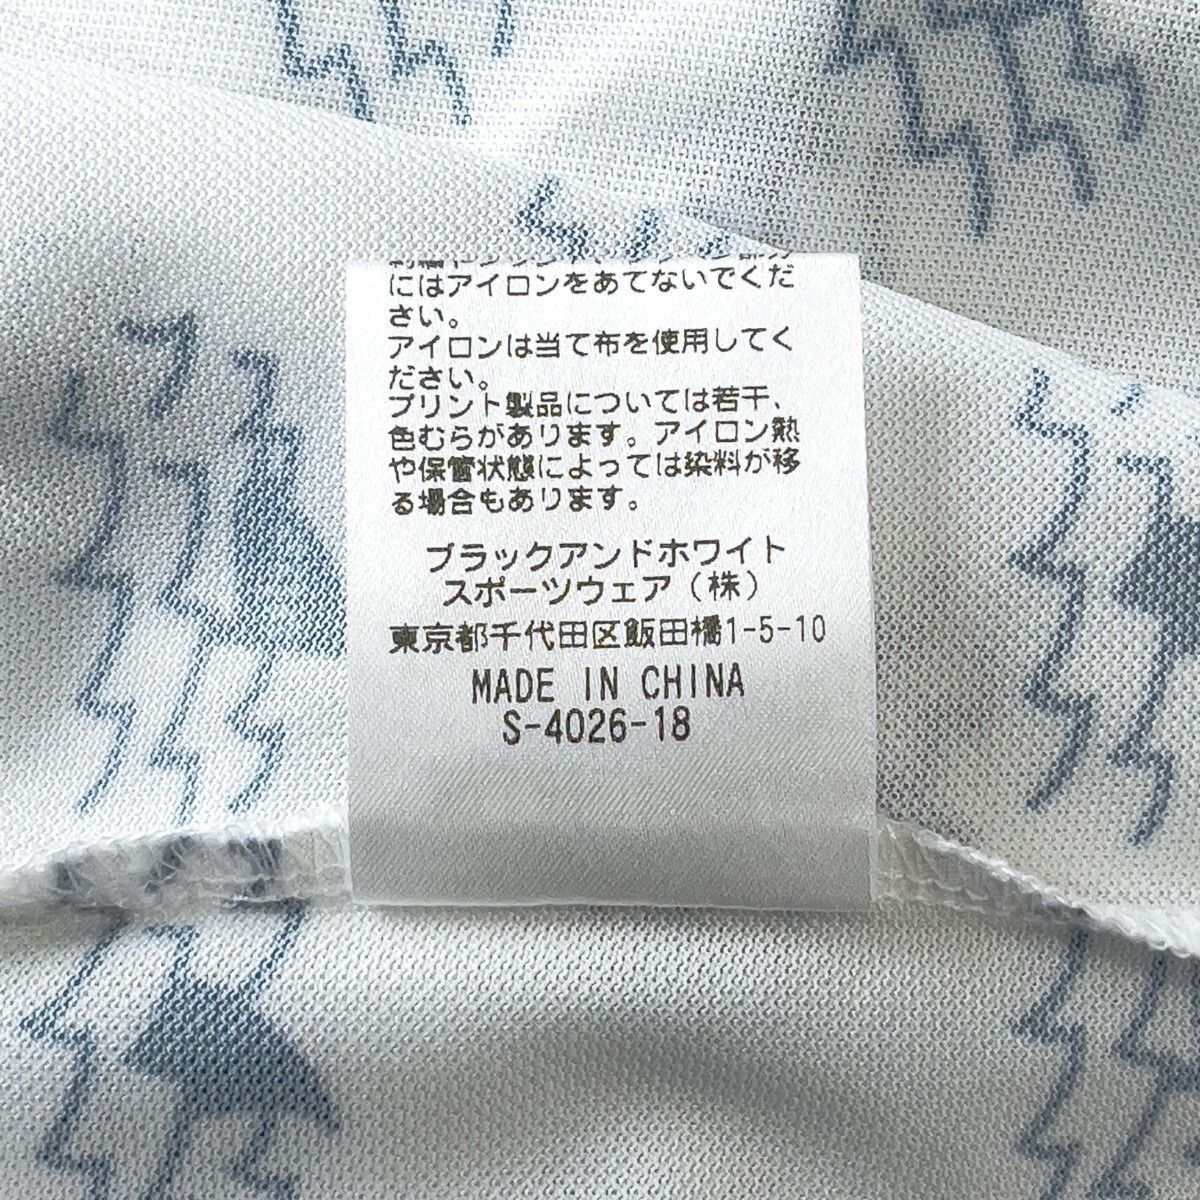 にはアイロンをあてないでくだ
さい。
アイロンは当て布を使用してく
ださい。
プリント製品については若干、
色むらがあります。アイロン熱
や保管状態によっては染料が移
る場合もあります。
ブラックアンドホワイト
スポーツウェア(株)
東京都千代田区飯田橋1-5-10
MADE IN CHINA
S-4026-18